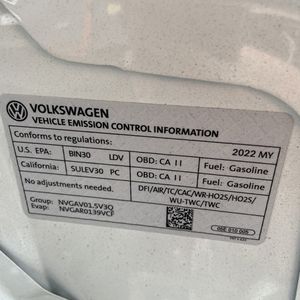 VOLKSWAGEN
VEHICLE EMISSION CONTROL INFORMATION
Conforms to regulations: 2022 MY
U.S. EPA: BIN30 LDV OBD: CA II Fuel: Gasoline
California: SULEV30 PC OBD: CA II Fuel: Gasoline
No adjustments needed. DFI/AIR/TC/CAC/WR-HO2S/HO2S/
WU-TWC/TWC
Group: NVGAV01.5V3Q
Evap: NVGAR0139VCF
05E 010 005